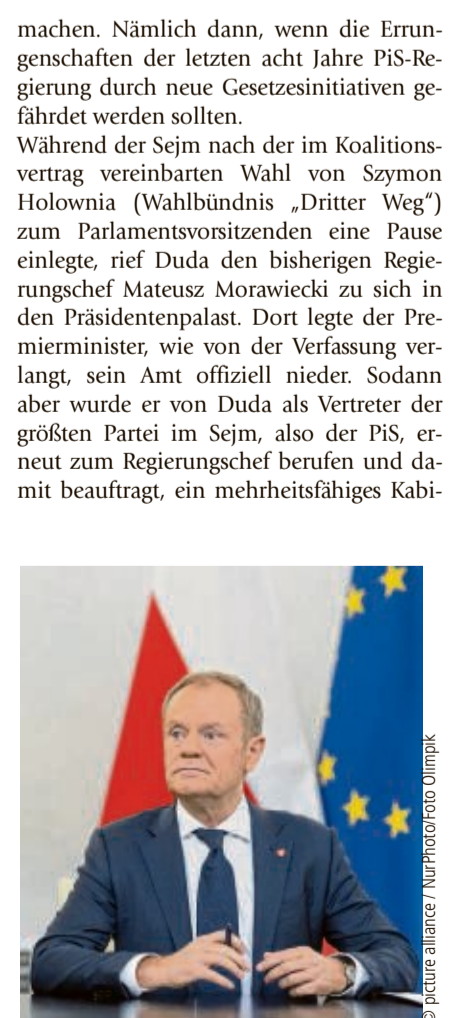 machen. Nämlich dann, wenn die Errun-
genschaften der letzten acht Jahre PiS-Re-
gierung durch neue Gesetzesinitiativen ge-
fährdet werden sollten.
Während der Sejm nach der im Koalitions-
vertrag vereinbarten Wahl von Szymon
Holownia (Wahlbündnis „Dritter Weg“)
zum Parlamentsvorsitzenden eine Pause
einlegte, rief Duda den bisherigen Regie-
rungschef Mateusz Morawiecki zu sich in
den Präsidentenpalast. Dort legte der Pre-
mierminister, wie von der Verfassung ver-
langt, sein Amt offiziell nieder. Sodann
aber wurde er von Duda als Vertreter der
größten Partei im Sejm, also der PiS, er-
neut zum Regierungschef berufen und da-
mit beauftragt, ein mehrheitsfähiges Kabi-
© picture alliance / NurPhoto/Foto Olimpik